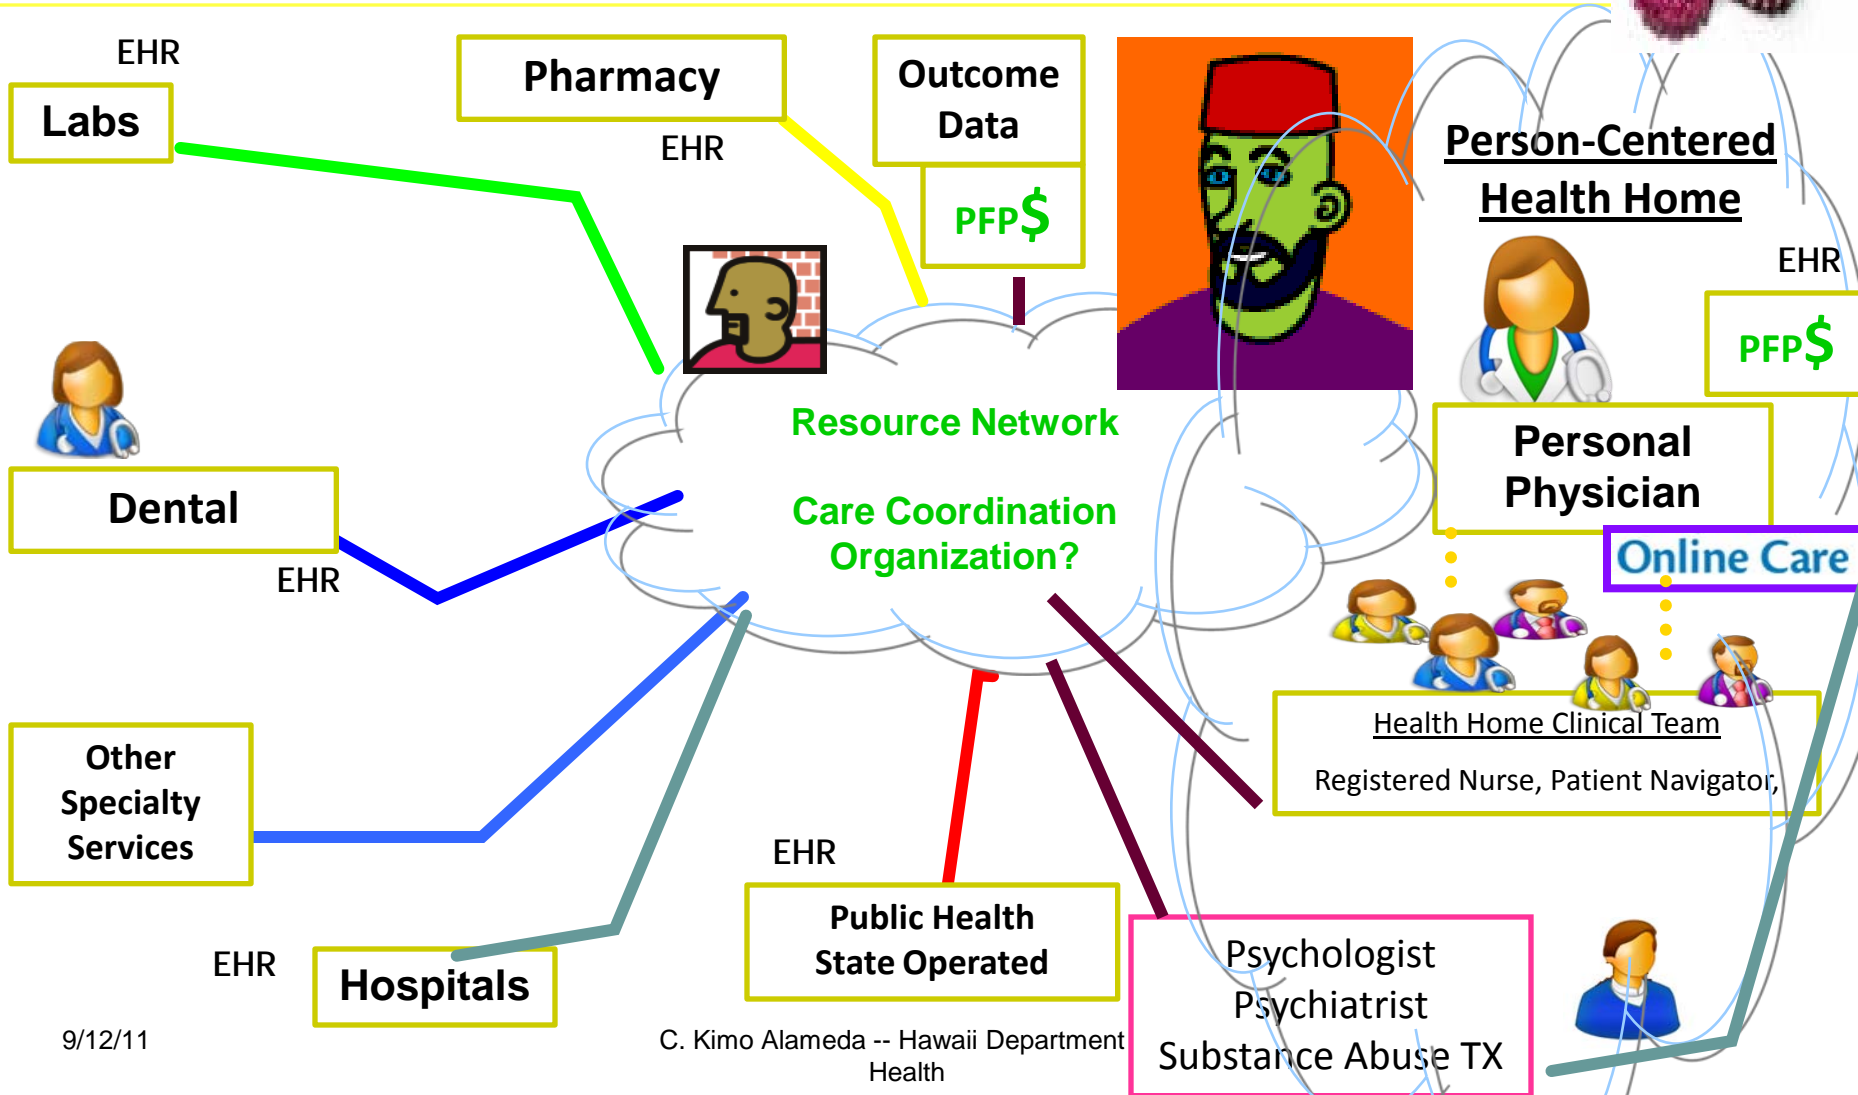 EHR
Labs
Pharmacy
EHR
Outcome
Data
PFP$
Person-Centered
Health Home
EHR
PFP$
Resource Network
Care Coordination
Organization?
Personal
Physician
Online Care
Dental
EHR
Health Home Clinical Team
Registered Nurse, Patient Navigator,
Other
Specialty
Services
EHR
Hospitals
EHR
Public Health
State Operated
Psychologist
Psychiatrist
Substance Abuse TX
9/12/11
C. Kimo Alameda -- Hawaii Department
Health